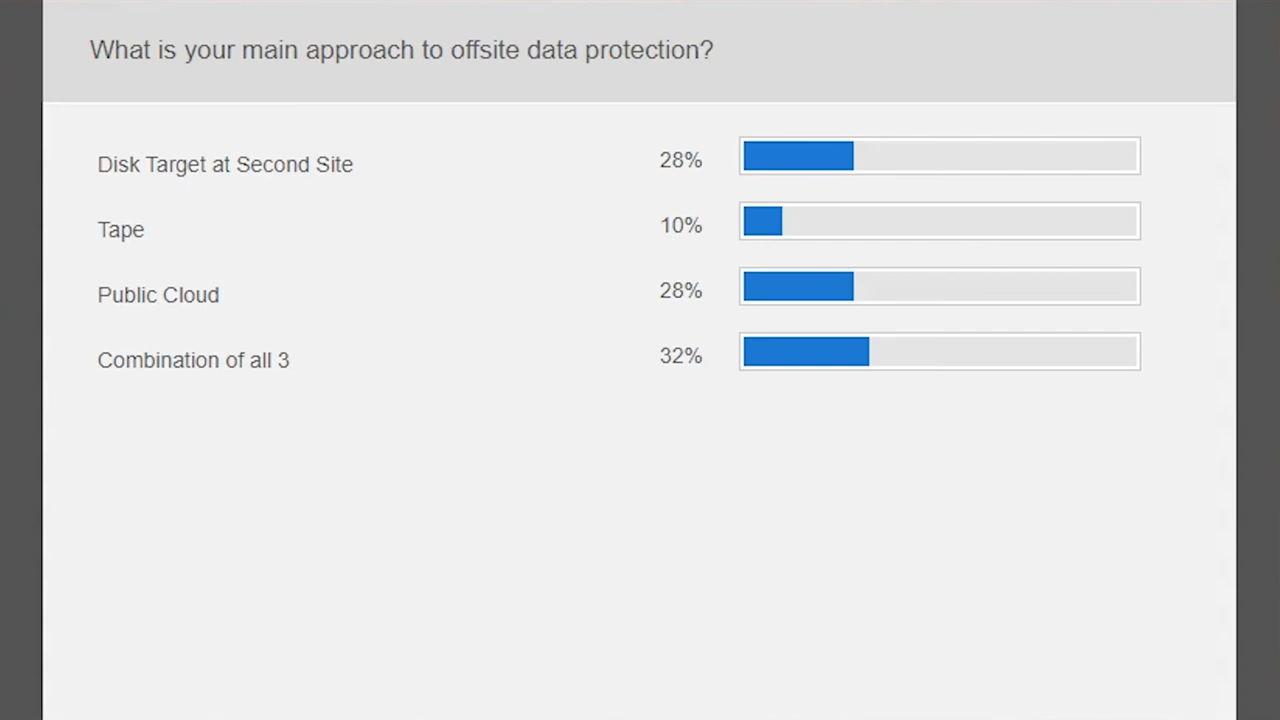 What is your main approach to offsite data protection?
Disk Target at Second Site 28%
Tape 10%
Public Cloud 28%
Combination of all 3 32%